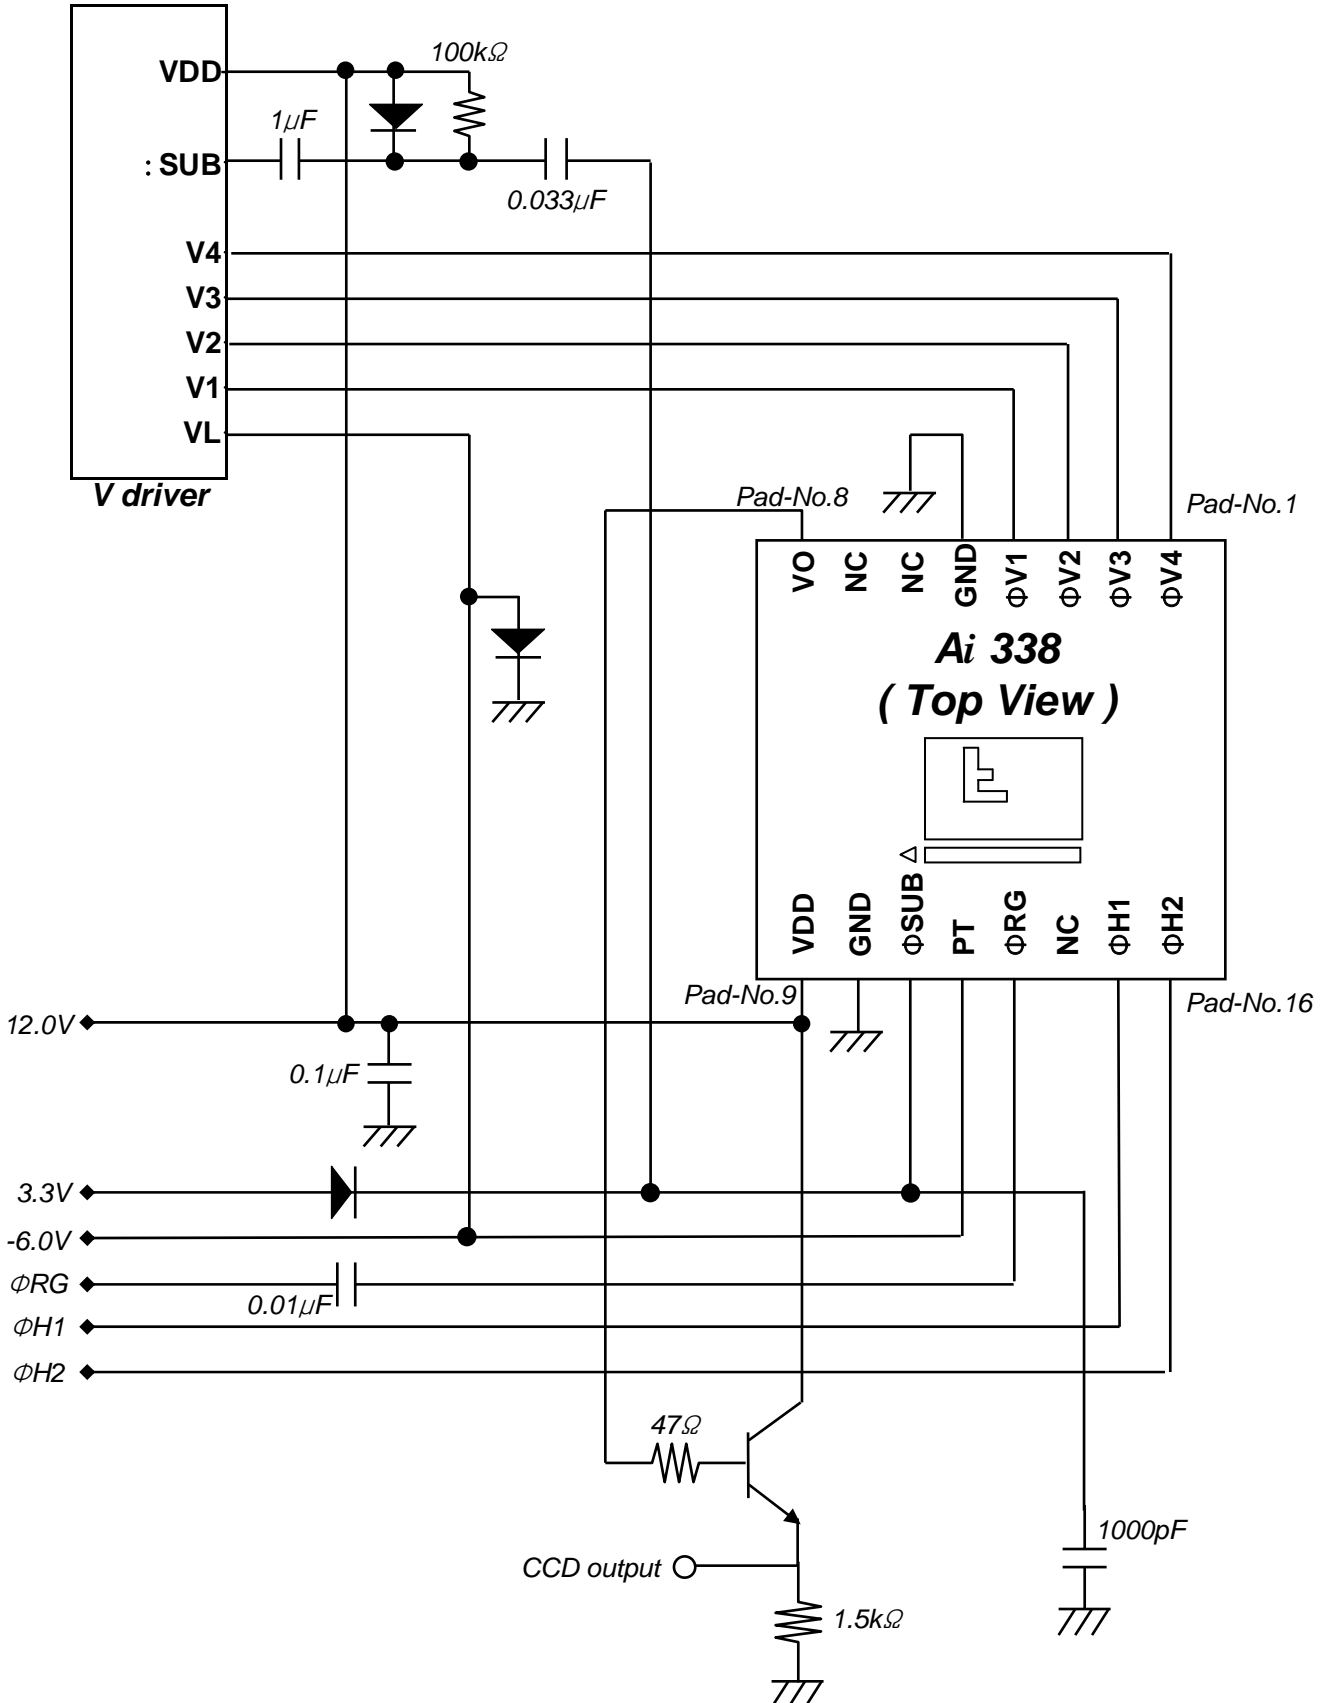 100kΩ
VDD
1μF
: SUB
0.033μF
V4
V3
V2
V1
VL
V driver
Pad-No.8
Pad-No.1
VO
NC
NC
GND
ΦV1
ΦV2
ΦV3
ΦV4
Ai 338
( Top View )
VDD
GND
ΦSUB
PT
ΦRG
NC
ΦH1
ΦH2
Pad-No.9
Pad-No.16
12.0V
0.1μF
3.3V
-6.0V
ΦRG
0.01μF
ΦH1
ΦH2
47Ω
1000pF
CCD output
1.5kΩ